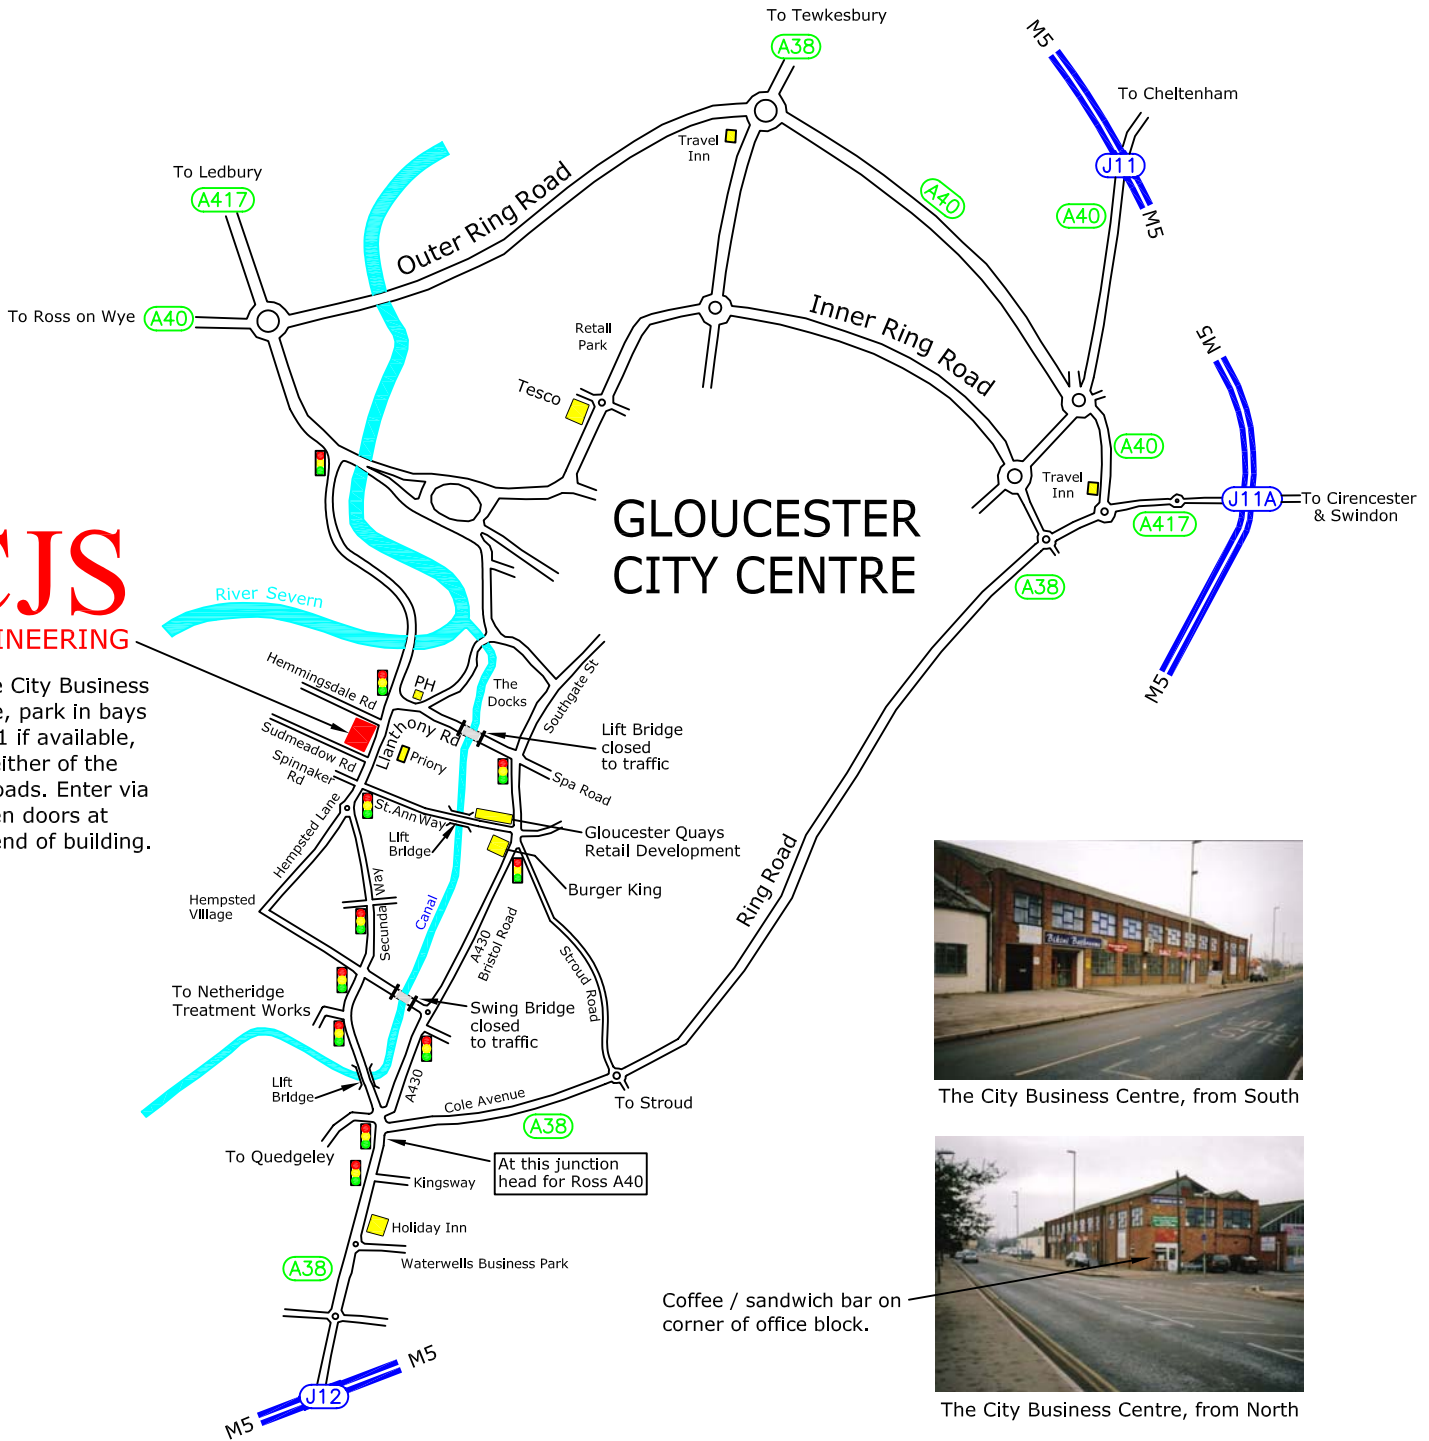 To Tewkesbury
A38
M5
To Cheltenham
J11
A40
M5
Travel
Inn
A40
To Ledbury
A417
Outer Ring Road
To Ross on Wye
A40
Inner Ring Road
Retail
Park
Tesco
M5
A40
Travel
Inn
J11A
To Cirencester
& Swindon
A417
GLOUCESTER
CITY CENTRE
A38
M5
CJS
INEERING
River Severn
e City Business
e, park in bays
1 if available,
either of the
oads. Enter via
en doors at
end of building.
Hemmingsdale Rd
PH
The
Docks
Southgate St
Sudmeadow Rd
Llanthony Rd
Priory
Lift Bridge
closed
to traffic
Spinnaker
Rd
Spa Road
Hempsted Lane
St.Ann Way
Lift
Bridge
Gloucester Quays
Retail Development
Burger King
Ring Road
Hempsted
Village
Secunda Way
Canal
A430
Bristol Road
Stroud Road
To Netheridge
Treatment Works
Swing Bridge
closed
to traffic
Lift
Bridge
A430
Cole Avenue
A38
To Stroud
To Quedgeley
At this junction
head for Ross A40
Kingsway
Holiday Inn
Waterwells Business Park
A38
M5
J12
M5
The City Business Centre, from South
Coffee / sandwich bar on
corner of office block.
The City Business Centre, from North